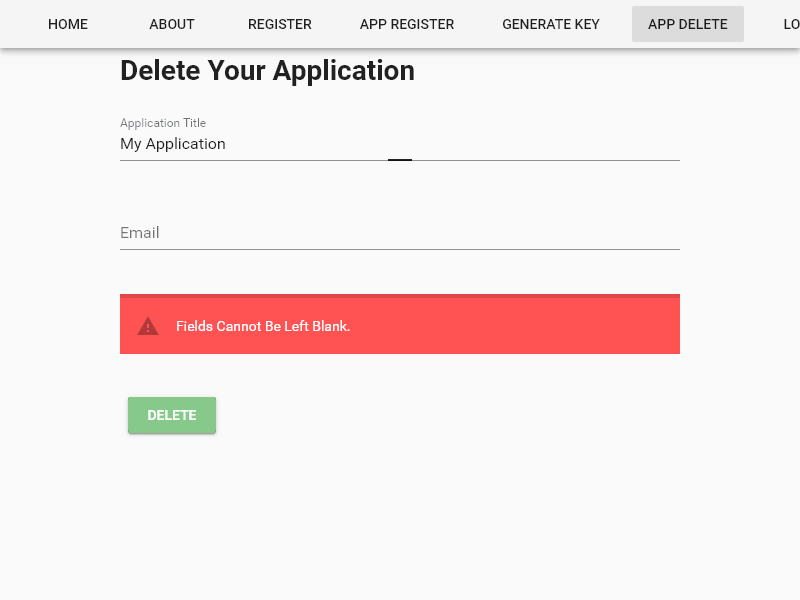 HOME ABOUT REGISTER APP REGISTER GENERATE KEY APP DELETE
Delete Your Application
Application Title
My Application
Email
Fields Cannot Be Left Blank.
DELETE